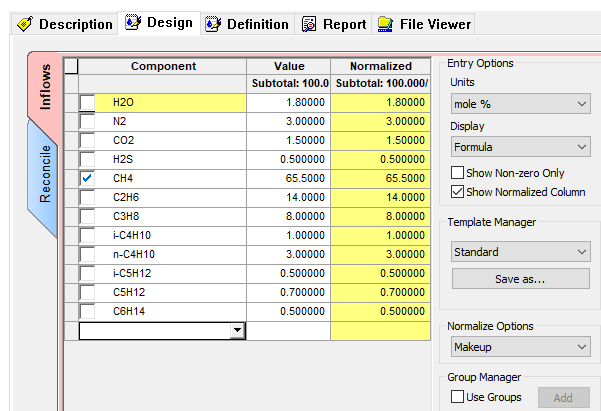 Description Design Definition Report File Viewer
Inflows
Reconcile
Component Value Normalized
Subtotal: 100.0 Subtotal: 100.000/
H2O 1.80000 1.80000
N2 3.00000 3.00000
CO2 1.50000 1.50000
H2S 0.500000 0.500000
CH4 65.5000 65.5000
C2H6 14.0000 14.0000
C3H8 8.00000 8.00000
i-C4H10 1.00000 1.00000
n-C4H10 3.00000 3.00000
i-C5H12 0.500000 0.500000
C5H12 0.700000 0.700000
C6H14 0.500000 0.500000
Entry Options
Units
mole %
Display
Formula
Show Non-zero Only
Show Normalized Column
Template Manager
Standard
Save as...
Normalize Options
Makeup
Group Manager
Use Groups Add